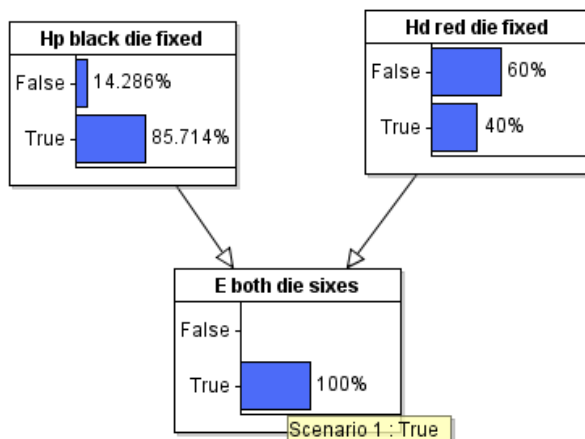 Hp black die fixed
False 14.286%
True 85.714%
Hd red die fixed
False 60%
True 40%
E both die sixes
False
True 100%
Scenario 1 : True